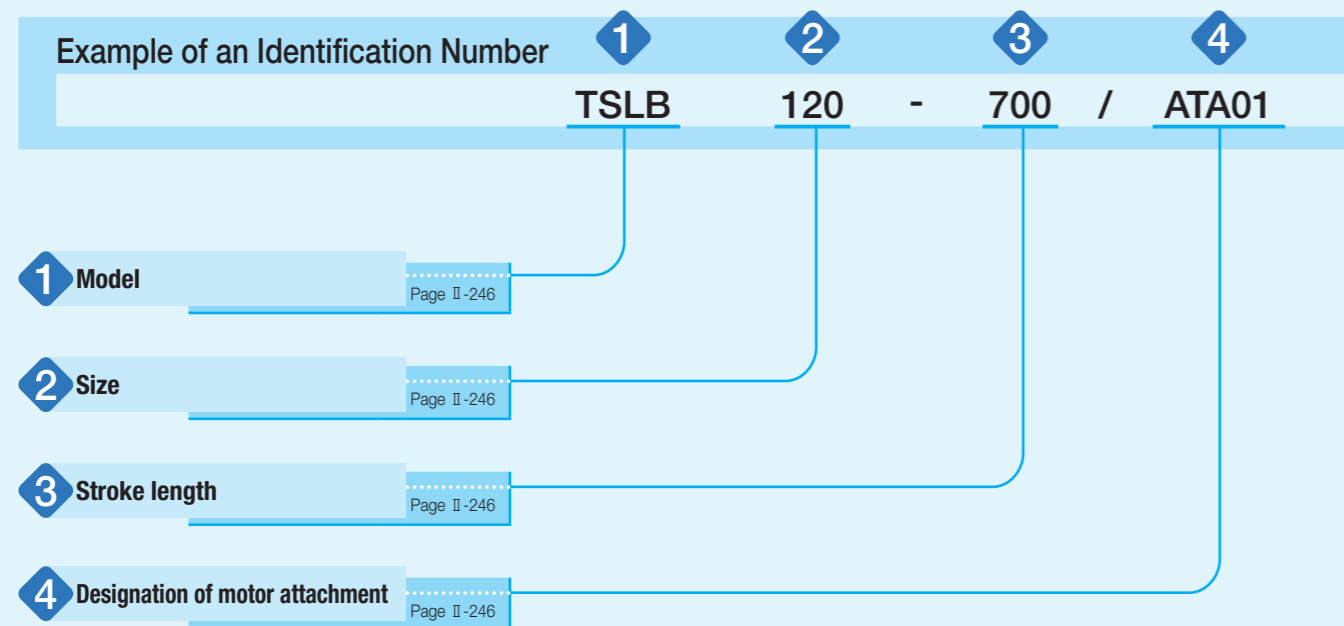 Example of an Identification Number 1 2 3 4
TSLB 120 - 700 / ATA01
1 Model
Page Ⅱ-246
2 Size
Page Ⅱ-246
3 Stroke length
Page Ⅱ-246
4 Designation of motor attachment
Page Ⅱ-246